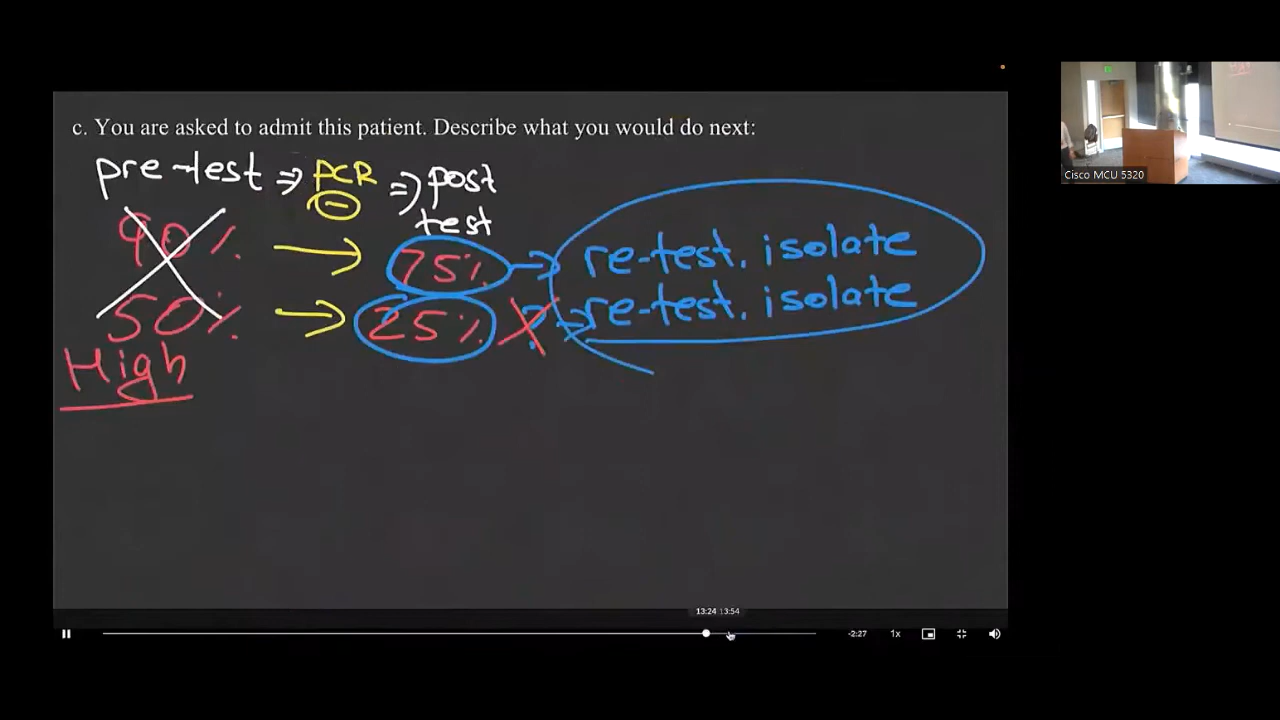 c. You are asked to admit this patient. Describe what you would do next:
pre-test ⇒ PCR ⇒ post
− test
90% → 75% → re-test. isolate
50% → 25% → re-test. isolate
High
Cisco MCU 5320
13:24 13:54
-2:27 1x